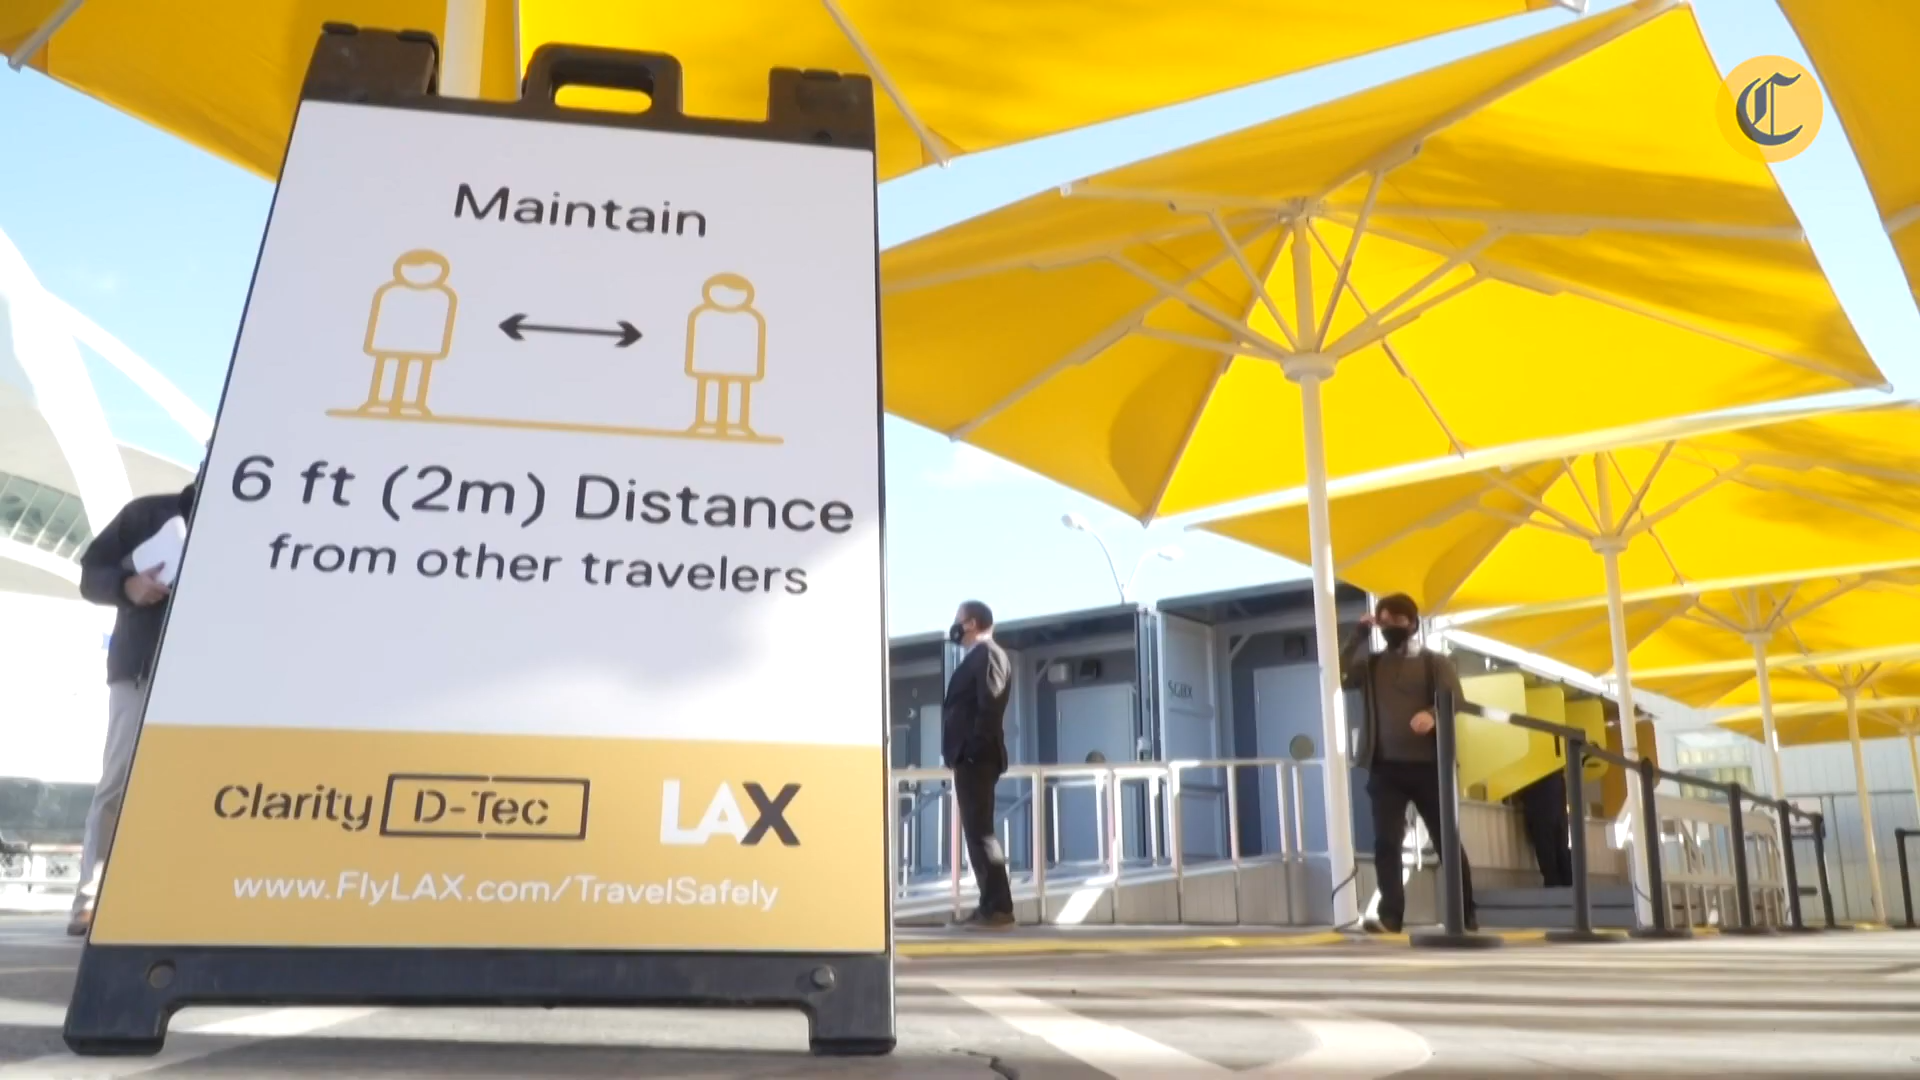 C
Maintain
6 ft (2m) Distance
from other travelers
Clarity D-Tec LAX
www.FlyLAX.com/TravelSafely